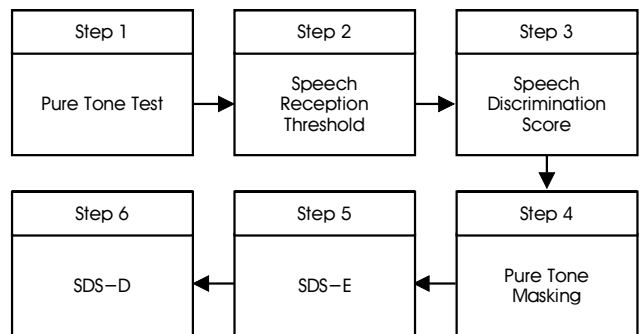 Step 1
Pure Tone Test
Step 2
Speech
Reception
Threshold
Step 3
Speech
Discrimination
Score
Step 4
Pure Tone
Masking
Step 5
SDS–E
Step 6
SDS–D